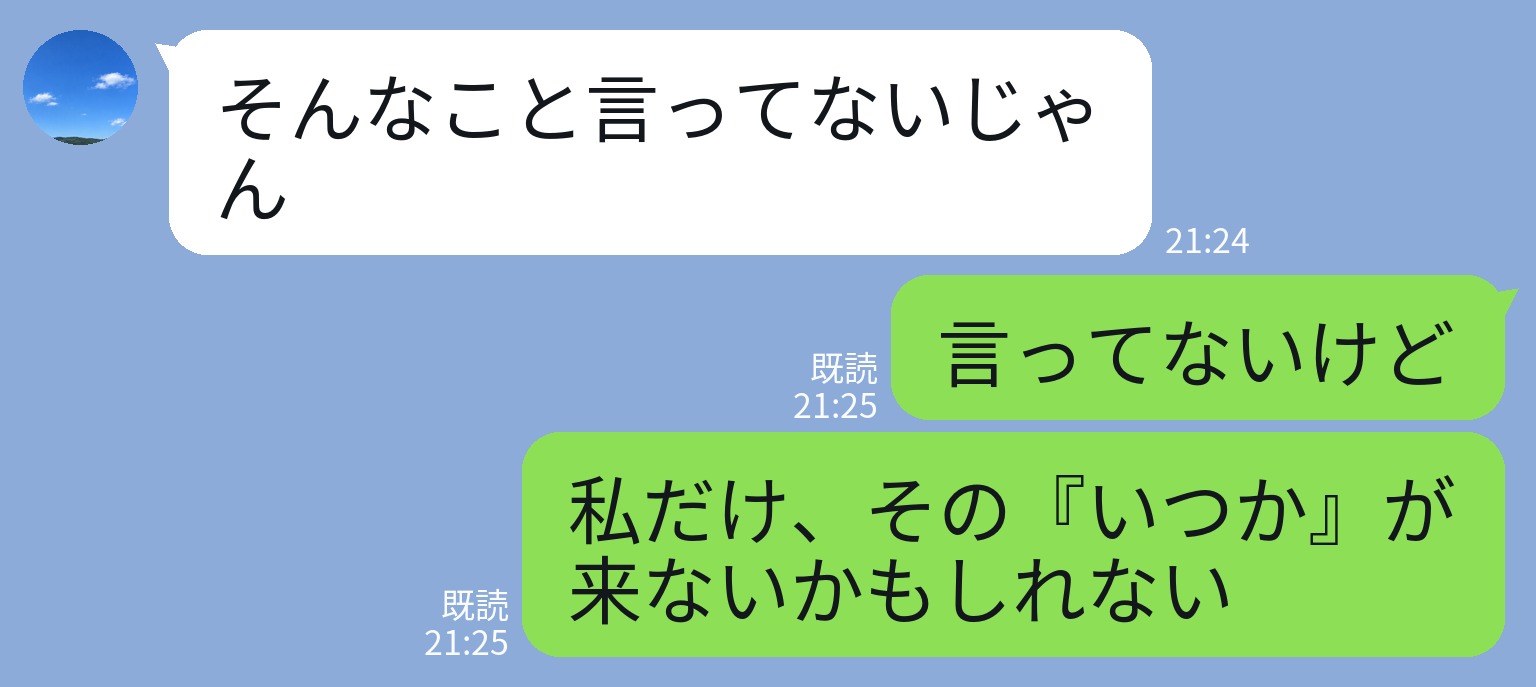 そんなこと言ってないじゃ
ん
21:24
言ってないけど
既読
21:25
私だけ、その『いつか』が
来ないかもしれない
既読
21:25